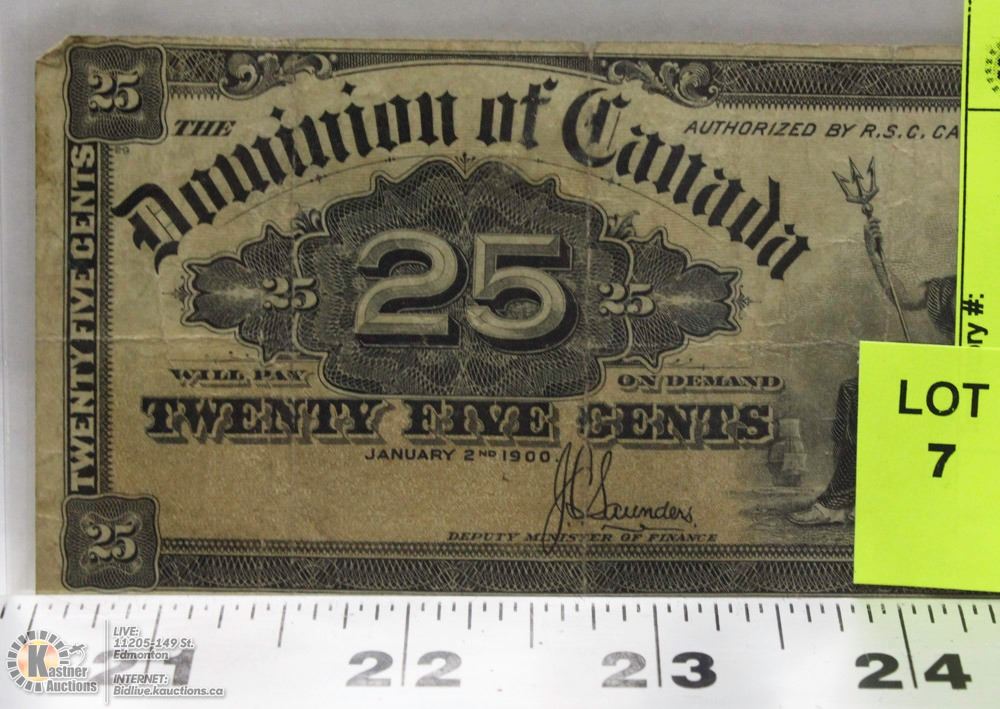 25
THE
Dominion of Canada
AUTHORIZED BY R.S.C. CA
TWENTY FIVE CENTS
25
25
25
WILL PAY
ON DEMAND
TWENTY FIVE CENTS
JANUARY 2ND 1900.
J C Saunders
DEPUTY MINISTER OF FINANCE
25
ry #:
LOT
7
21
22
23
24
LIVE:
11205-149 St.
Edmonton
INTERNET:
Bidlive.kauctions.ca
Kastner
Auctions